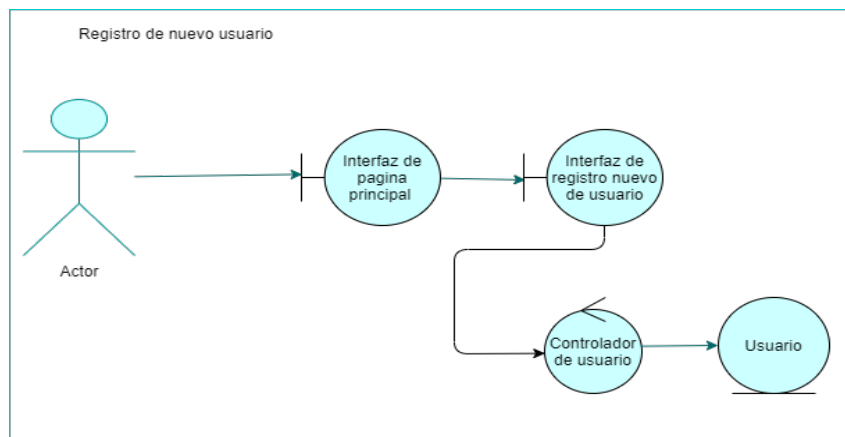 Registro de nuevo usuario
Interfaz de
pagina
principal
Interfaz de
registro nuevo
de usuario
Actor
Controlador
de usuario
Usuario